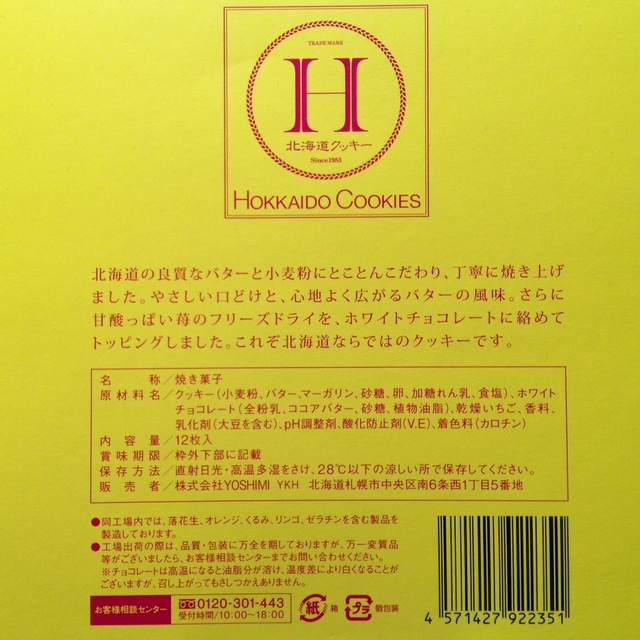 TRADE MARK
H
北海道クッキー
Since1983
HOKKAIDO COOKIES
北海道の良質なバターと小麦粉にとことんこだわり、丁寧に焼き上げ
ました。やさしい口どけと、心地よく広がるバターの風味。さらに
甘酸っぱい苺のフリーズドライを、ホワイトチョコレートに絡めて
トッピングしました。これぞ北海道ならではのクッキーです。
名称/焼き菓子
原材料名/クッキー(小麦粉、バター、マーガリン、砂糖、卵、加糖れん乳、食塩)、ホワイト
チョコレート(全粉乳、ココアバター、砂糖、植物油脂)、乾燥いちご、香料、
乳化剤(大豆を含む)、pH調整剤、酸化防止剤(V.E)、着色料(カロチン)
内容量/12枚入
賞味期限/枠外下部に記載
保存方法/直射日光・高温多湿をさけ、28℃以下の涼しい所で保存してください。
販売者/株式会社YOSHIMI YKH 北海道札幌市中央区南6条西1丁目5番地
●同工場内では、落花生、オレンジ、くるみ、リンゴ、ゼラチンを含む製品を
製造しております。
●工場出荷の際は、品質・包装に万全を期しておりますが、万一変質品
等がございましたら、お客様相談センターまでお問い合わせください。
※チョコレートは高温になると油脂分が溶け、温度差により白くなることが
ございますが、召し上がってもさしつかえありません。
お客様相談センター 0120-301-443
受付時間/10:00〜18:00
紙 箱 プラ 個包装
4 571427 922351